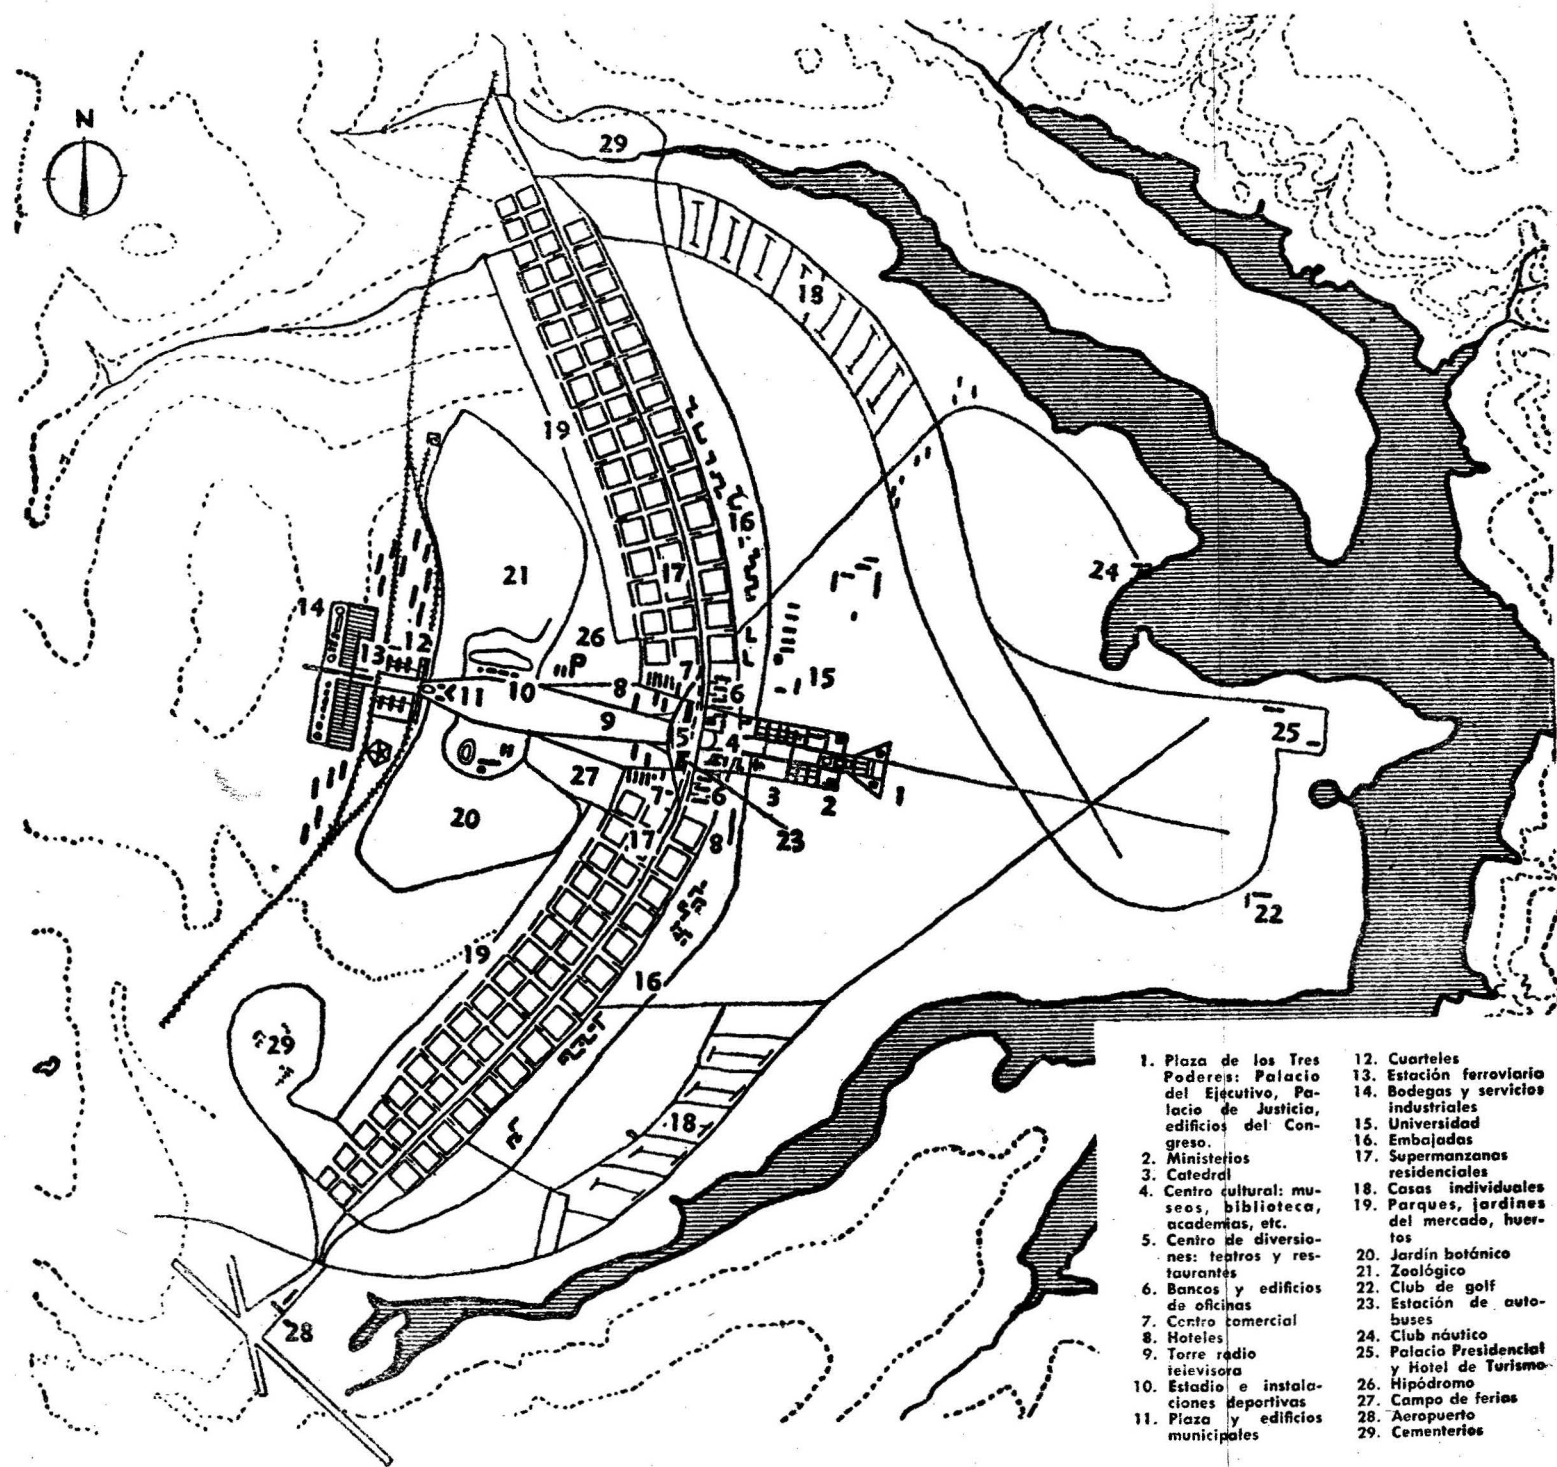 N
29
18
19
16
17
24
21
14
26
12
13
P
7
15
8
10
6
11
9
25
5
4
27
7
6
3
2
1
20
17
8
23
22
19
16
29
18
28
1. Plaza de los Tres
Poderes: Palacio
del Ejecutivo, Pa-
lacio de Justicia,
edificios del Con-
greso.
2. Ministerios
3. Catedral
4. Centro cultural: mu-
seos, biblioteca,
academias, etc.
5. Centro de diversio-
nes: teatros y res-
taurantes
6. Bancos y edificios
de oficinas
7. Centro comercial
8. Hoteles
9. Torre radio
televisora
10. Estadio e instala-
ciones deportivas
11. Plaza y edificios
municipales
12. Cuarteles
13. Estación ferroviaria
14. Bodegas y servicios
industriales
15. Universidad
16. Embajadas
17. Supermanzanas
residenciales
18. Casas individuales
19. Parques, jardines
del mercado, huer-
tos
20. Jardín botánico
21. Zoológico
22. Club de golf
23. Estación de auto-
buses
24. Club náutico
25. Palacio Presidencial
y Hotel de Turismo
26. Hipódromo
27. Campo de ferias
28. Aeropuerto
29. Cementerios